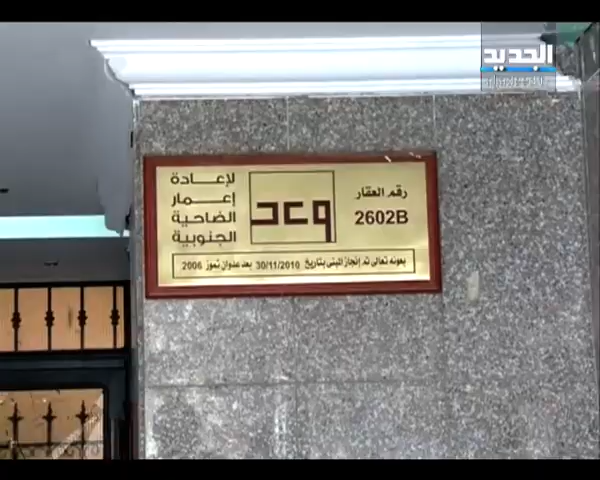 الجديد
رقم العقار
2602B
وعد
لإعادة
إعمار
الضاحية
الجنوبية
بعونه تعالى تم إنجاز المبنى بتاريخ 30/11/2010 بعد عدوان تموز 2006